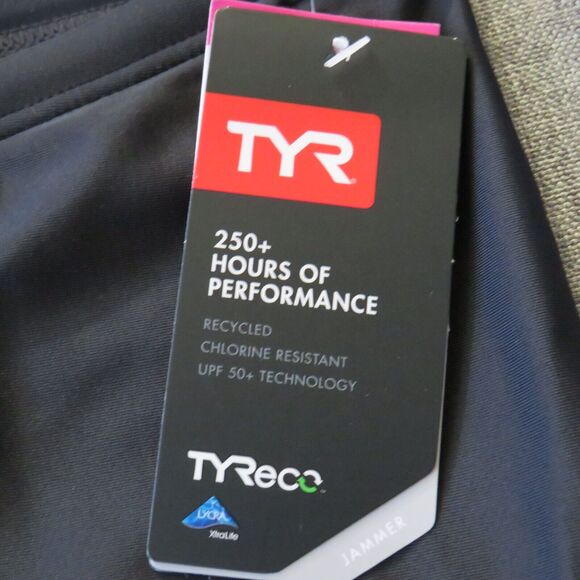 TYR
250+
HOURS OF
PERFORMANCE
RECYCLED
CHLORINE RESISTANT
UPF 50+ TECHNOLOGY
TYReco
LYCRA
XtraLife
JAMMER